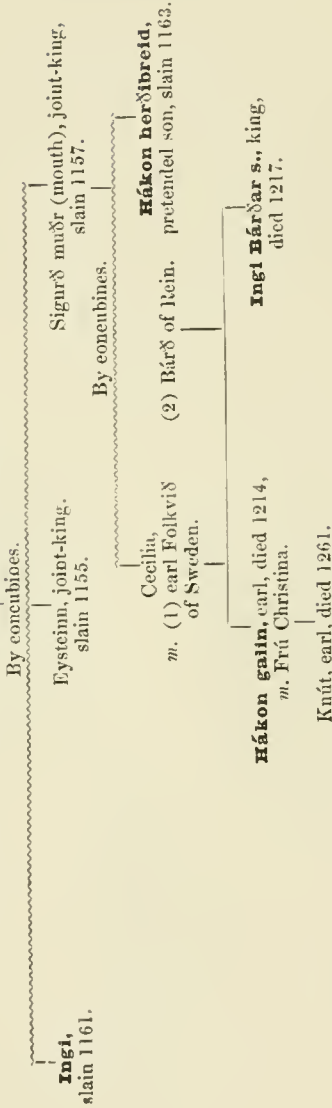 By concubines.
Ingi,
slain 1161.
Eysteinn, joint-king.
slain 1155.
Sigurð muðr (mouth), joint-king,
slain 1157.
By concubines.
Cecilia,
m. (1) earl Folkvið
of Sweden.
(2) Bárð of Rein.
Hákon herðibreid,
pretended son, slain 1163.
Hákon galin, earl, died 1214,
m. Frú Christina.
Ingi Bárðar s., king,
died 1217.
Knút, earl, died 1261.